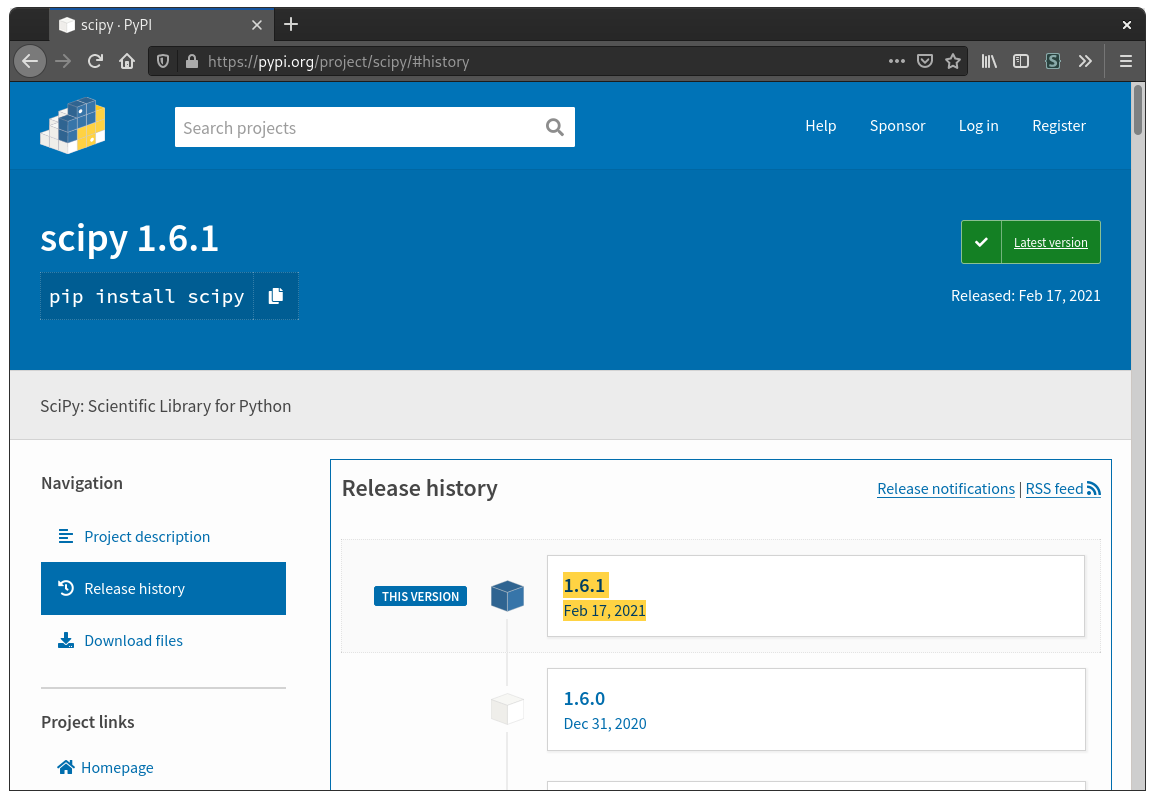 scipy · PyPI
https://pypi.org/project/scipy/#history
Search projects
Help Sponsor Log in Register
scipy 1.6.1
Latest version
pip install scipy
Released: Feb 17, 2021
SciPy: Scientific Library for Python
Navigation
Project description
Release history
Download files
Project links
Homepage
Release history
Release notifications | RSS feed
THIS VERSION
1.6.1
Feb 17, 2021
1.6.0
Dec 31, 2020